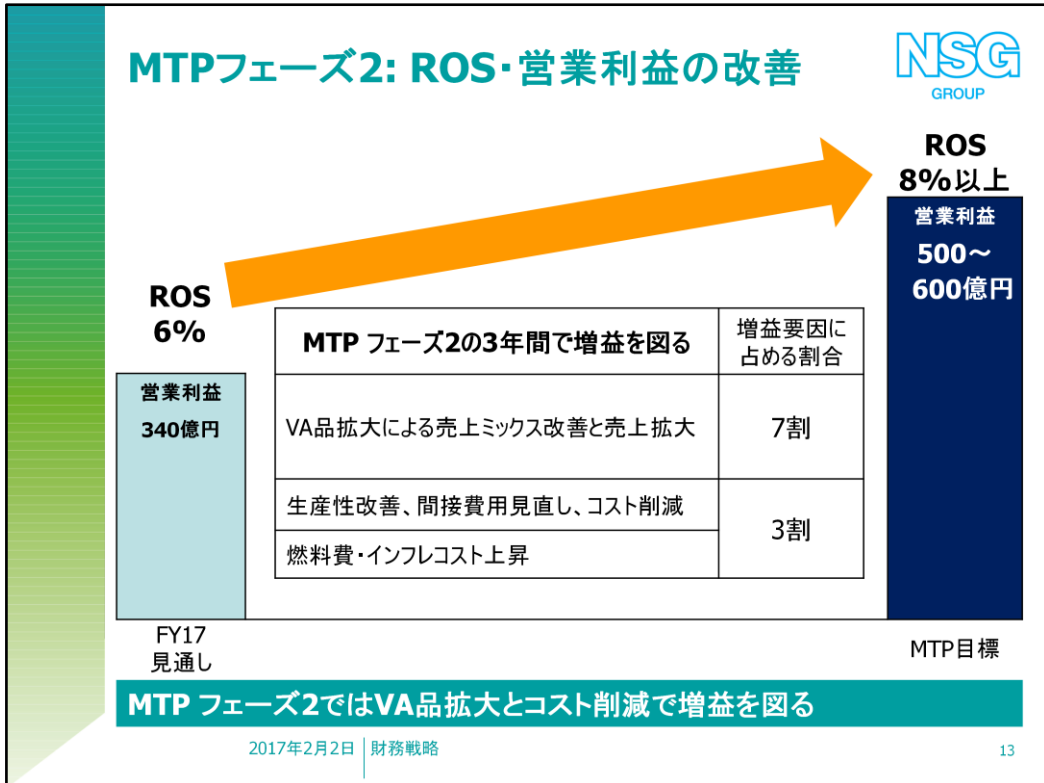 MTPフェーズ2: ROS・営業利益の改善
NSG
GROUP
ROS
8%以上
営業利益
500～
600億円
ROS
6%
営業利益
340億円
MTP フェーズ2の3年間で増益を図る
増益要因に
占める割合
VA品拡大による売上ミックス改善と売上拡大
7割
生産性改善、間接費用見直し、コスト削減
3割
燃料費・インフレコスト上昇
FY17
見通し
MTP目標
MTP フェーズ2ではVA品拡大とコスト削減で増益を図る
2017年2月2日
財務戦略
13